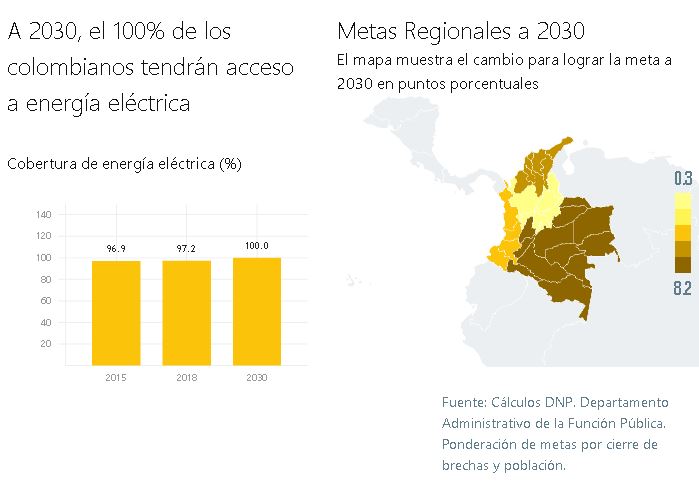 A 2030, el 100% de los
colombianos tendrán acceso
a energía eléctrica
Cobertura de energía eléctrica (%)
140
120
100
80
60
40
20
96.9
97.2
100.0
2015
2018
2030
Metas Regionales a 2030
El mapa muestra el cambio para lograr la meta a
2030 en puntos porcentuales
0.3
8.2
Fuente: Cálculos DNP. Departamento
Administrativo de la Función Pública.
Ponderación de metas por cierre de
brechas y población.